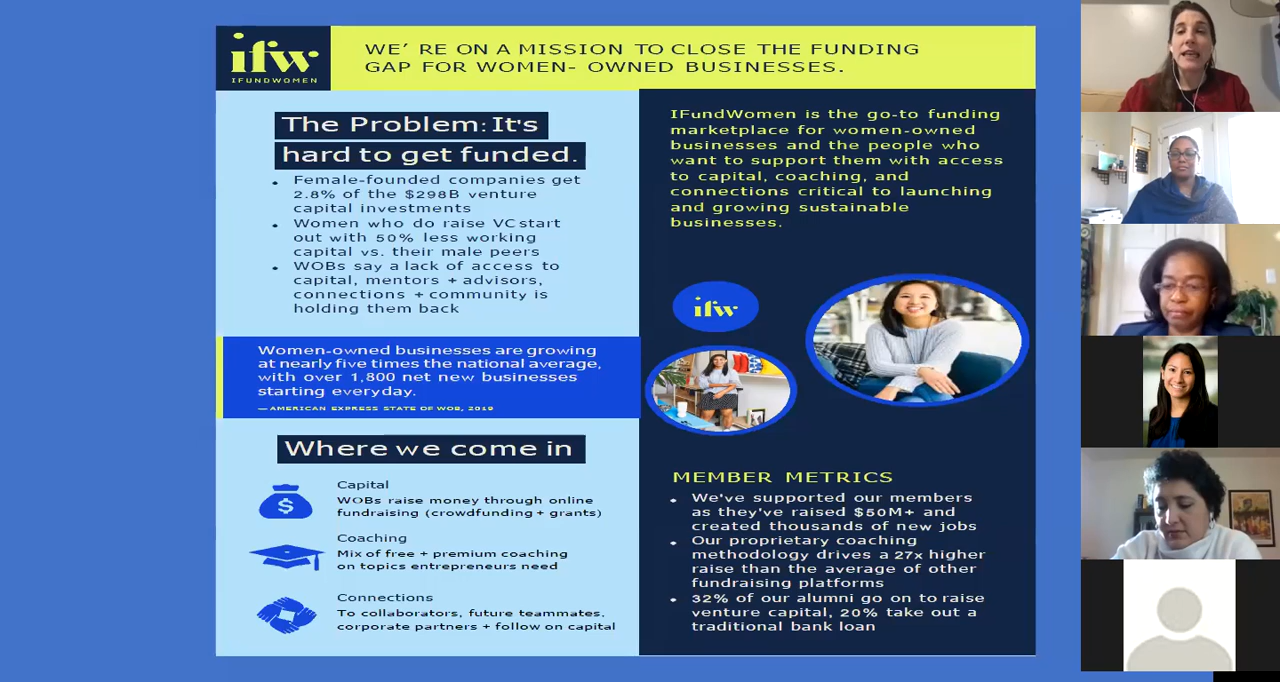 ifw
IFUNDWOMEN
WE´ RE ON A MISSION TO CLOSE THE FUNDING
GAP FOR WOMEN- OWNED BUSINESSES.
The Problem: It's
hard to get funded.
• Female-founded companies get
2.8% of the $298B venture
capital investments
• Women who do raise VC start
out with 50% less working
capital vs. their male peers
• WOBs say a lack of access to
capital, mentors + advisors,
connections + community is
holding them back
Women-owned businesses are growing
at nearly five times the national average,
with over 1,800 net new businesses
starting everyday.
— AMERICAN EXPRESS STATE OF WOB, 2019
Where we come in
Capital
WOBs raise money through online
fundraising (crowdfunding + grants)
Coaching
Mix of free + premium coaching
on topics entrepreneurs need
Connections
To collaborators, future teammates,
corporate partners + follow on capital
IFundWomen is the go-to funding
marketplace for women-owned
businesses and the people who
want to support them with access
to capital, coaching, and
connections critical to launching
and growing sustainable
businesses.
ifw
MEMBER METRICS
• We've supported our members
as they've raised $50M+ and
created thousands of new jobs
• Our proprietary coaching
methodology drives a 27x higher
raise than the average of other
fundraising platforms
• 32% of our alumni go on to raise
venture capital, 20% take out a
traditional bank loan